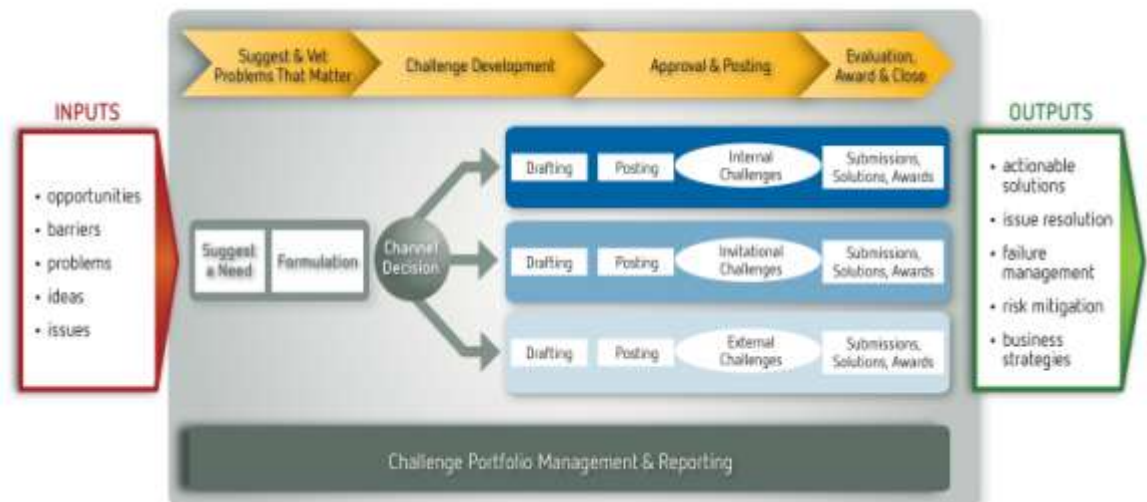 Suggest & Vet
Problems That Matter
Challenge Development
Approval & Posting
Evaluation,
Award & Close
INPUTS
• opportunities
• barriers
• problems
• ideas
• issues
Suggest
a Need
Formulation
Channel
Decision
Drafting
Posting
Internal
Challenges
Submissions,
Solutions, Awards
Drafting
Posting
Invitational
Challenges
Submissions,
Solutions, Awards
Drafting
Posting
External
Challenges
Submissions,
Solutions, Awards
OUTPUTS
• actionable
solutions
• issue resolution
• failure
management
• risk mitigation
• business
strategies
Challenge Portfolio Management & Reporting